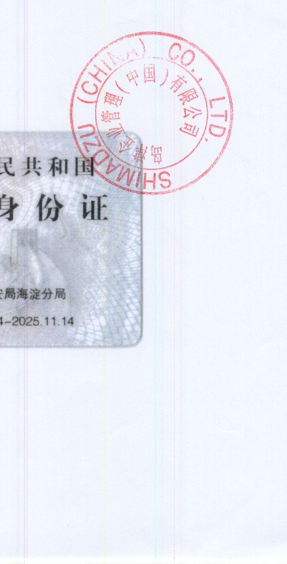 SHIMADZU (CHINA) CO., LTD.
岛津企业管理(中国)有限公司
民共和国
身份证
安局海淀分局
4-2025.11.14